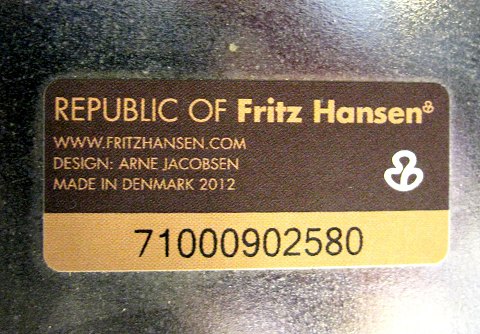 REPUBLIC OF Fritz Hansen
WWW.FRITZHANSEN.COM
DESIGN: ARNE JACOBSEN
MADE IN DENMARK 2012
71000902580